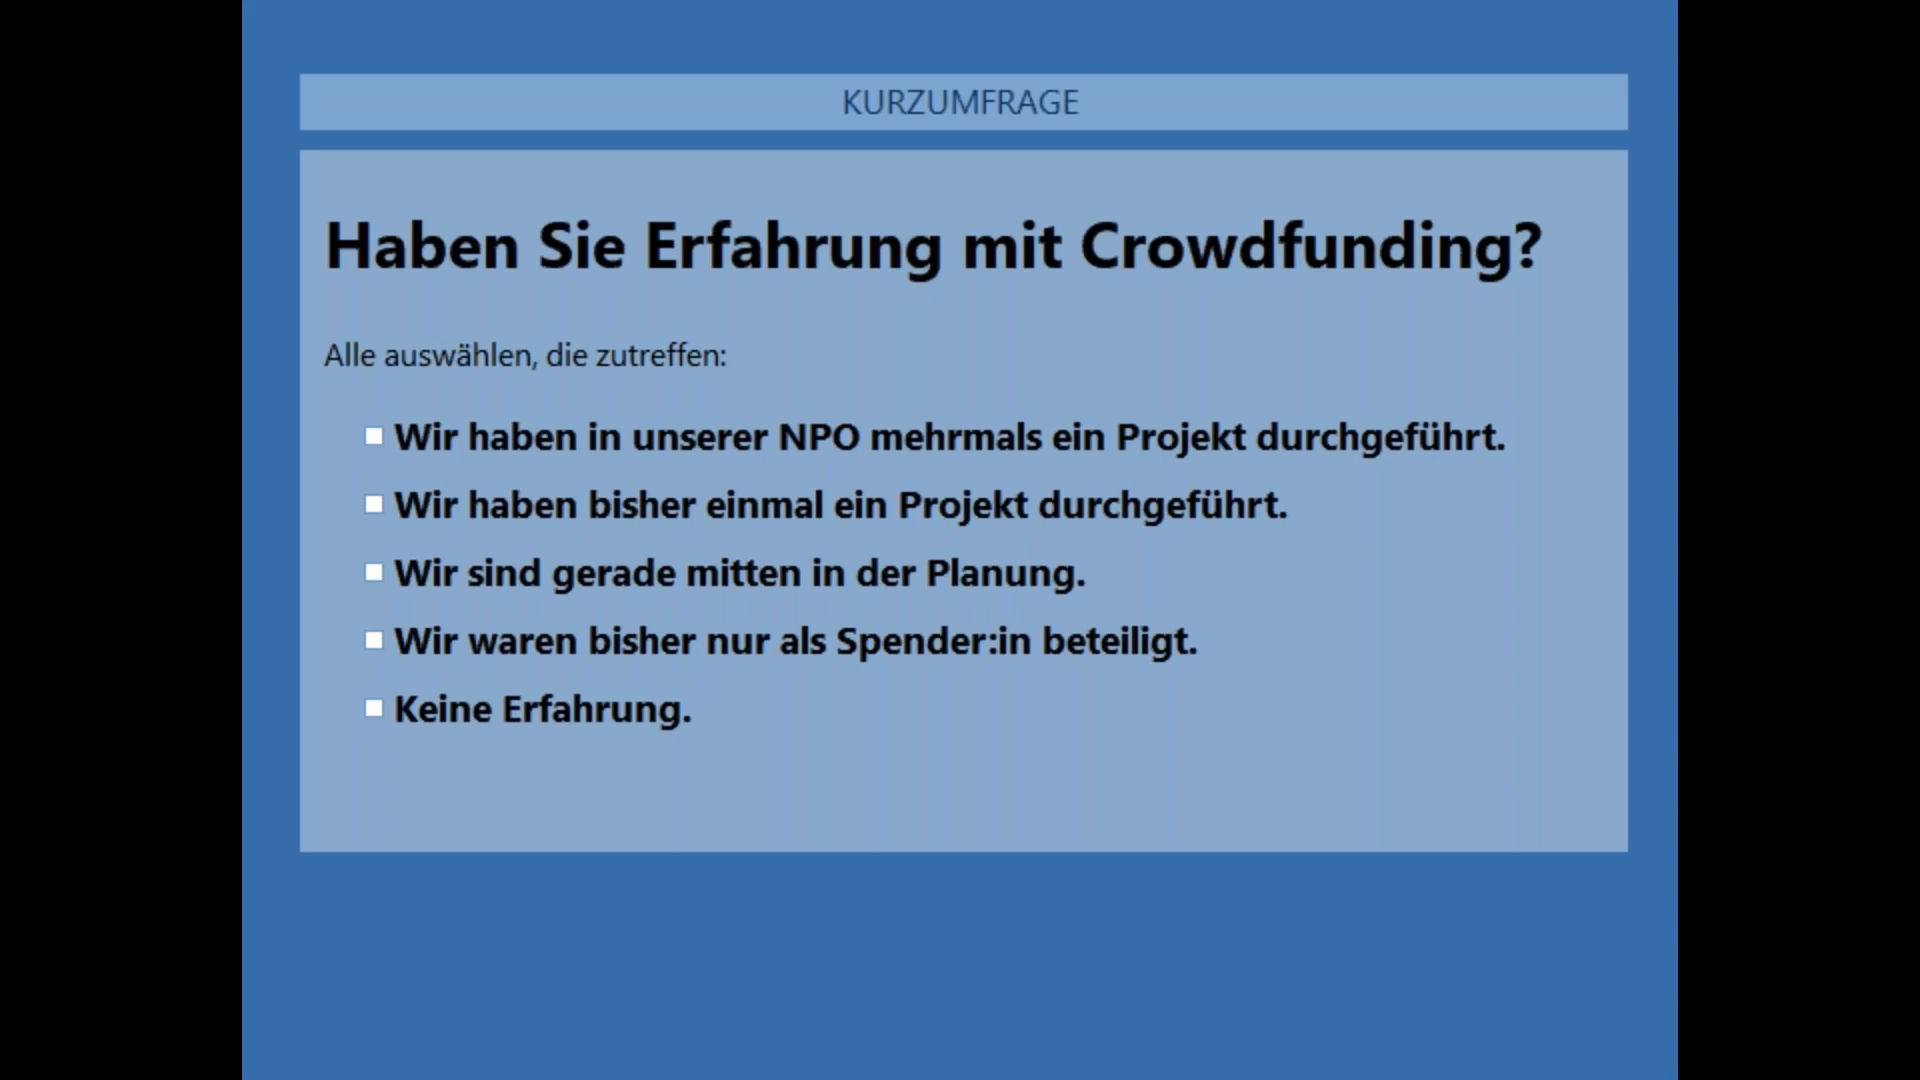 KURZUMFRAGE
Haben Sie Erfahrung mit Crowdfunding?
Alle auswählen, die zutreffen:
Wir haben in unserer NPO mehrmals ein Projekt durchgeführt.
Wir haben bisher einmal ein Projekt durchgeführt.
Wir sind gerade mitten in der Planung.
Wir waren bisher nur als Spender:in beteiligt.
Keine Erfahrung.